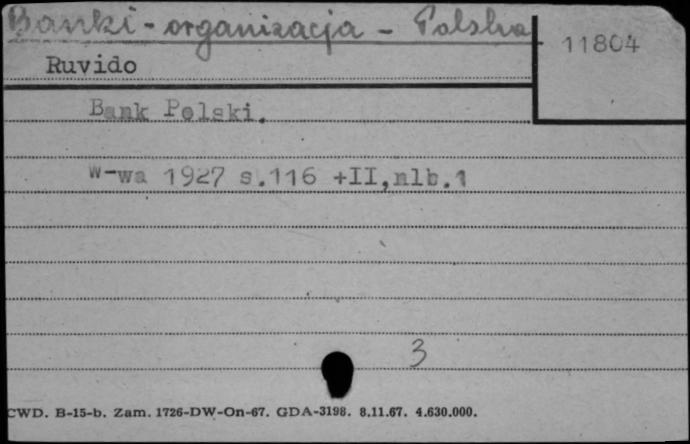 Banki - organizacja - Polska
11804
Ruvido
Bank Polski.
W-wa 1927 s.116 +II,nlb.1
3
CWD. B-15-b. Zam. 1726-DW-On-67. GDA-3198. 8.11.67. 4.630.000.